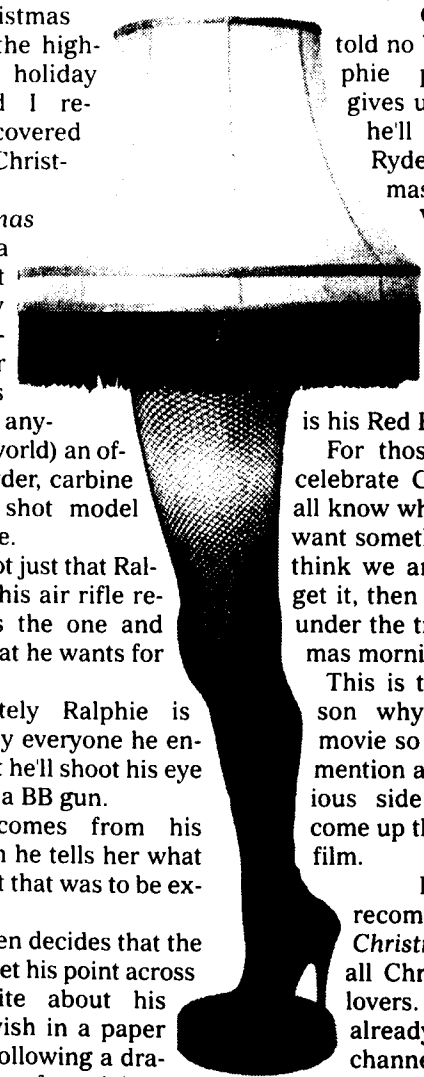 istmas
the high-
holiday
d I re-
covered
Christ-
mas
a
t
y
-
r
s
any-
world) an of-
der, carbine
shot model
e.
ot just that Ral-
his air rifle re-
s the one and
at he wants for
tely Ralphie is
y everyone he en-
t he'll shoot his eye
a BB gun.
comes from his
n he tells her what
t that was to be ex-
en decides that the
et his point across
ite about his
vish in a paper
ollowing a dra-
told no
phie p
gives u
he'll
Ryde
mas
is his Red
For thos
celebrate C
all know wh
want someth
think we ar
get it, then
under the t
mas morni
This is t
son why
movie so
mention a
ious side
come up th
film.
recom
Christm
all Chr
lovers.
already
channe